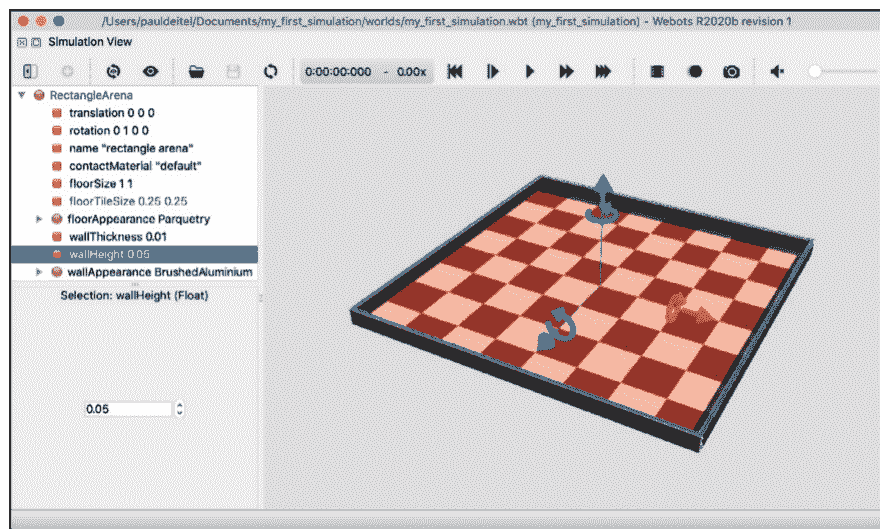 /Users/pauldeitel/Documents/my_first_simulation/worlds/my_first_simulation.wbt (my_first_simulation) - Webots R2020b revision 1
Simulation View
0:00:00:000 - 0.00x
RectangleArena
translation 0 0 0
rotation 0 1 0 0
name "rectangle arena"
contactMaterial "default"
floorSize 1 1
floorTileSize 0.25 0.25
floorAppearance Parquetry
wallThickness 0.01
wallHeight 0.05
wallAppearance BrushedAluminium
Selection: wallHeight (Float)
0.05